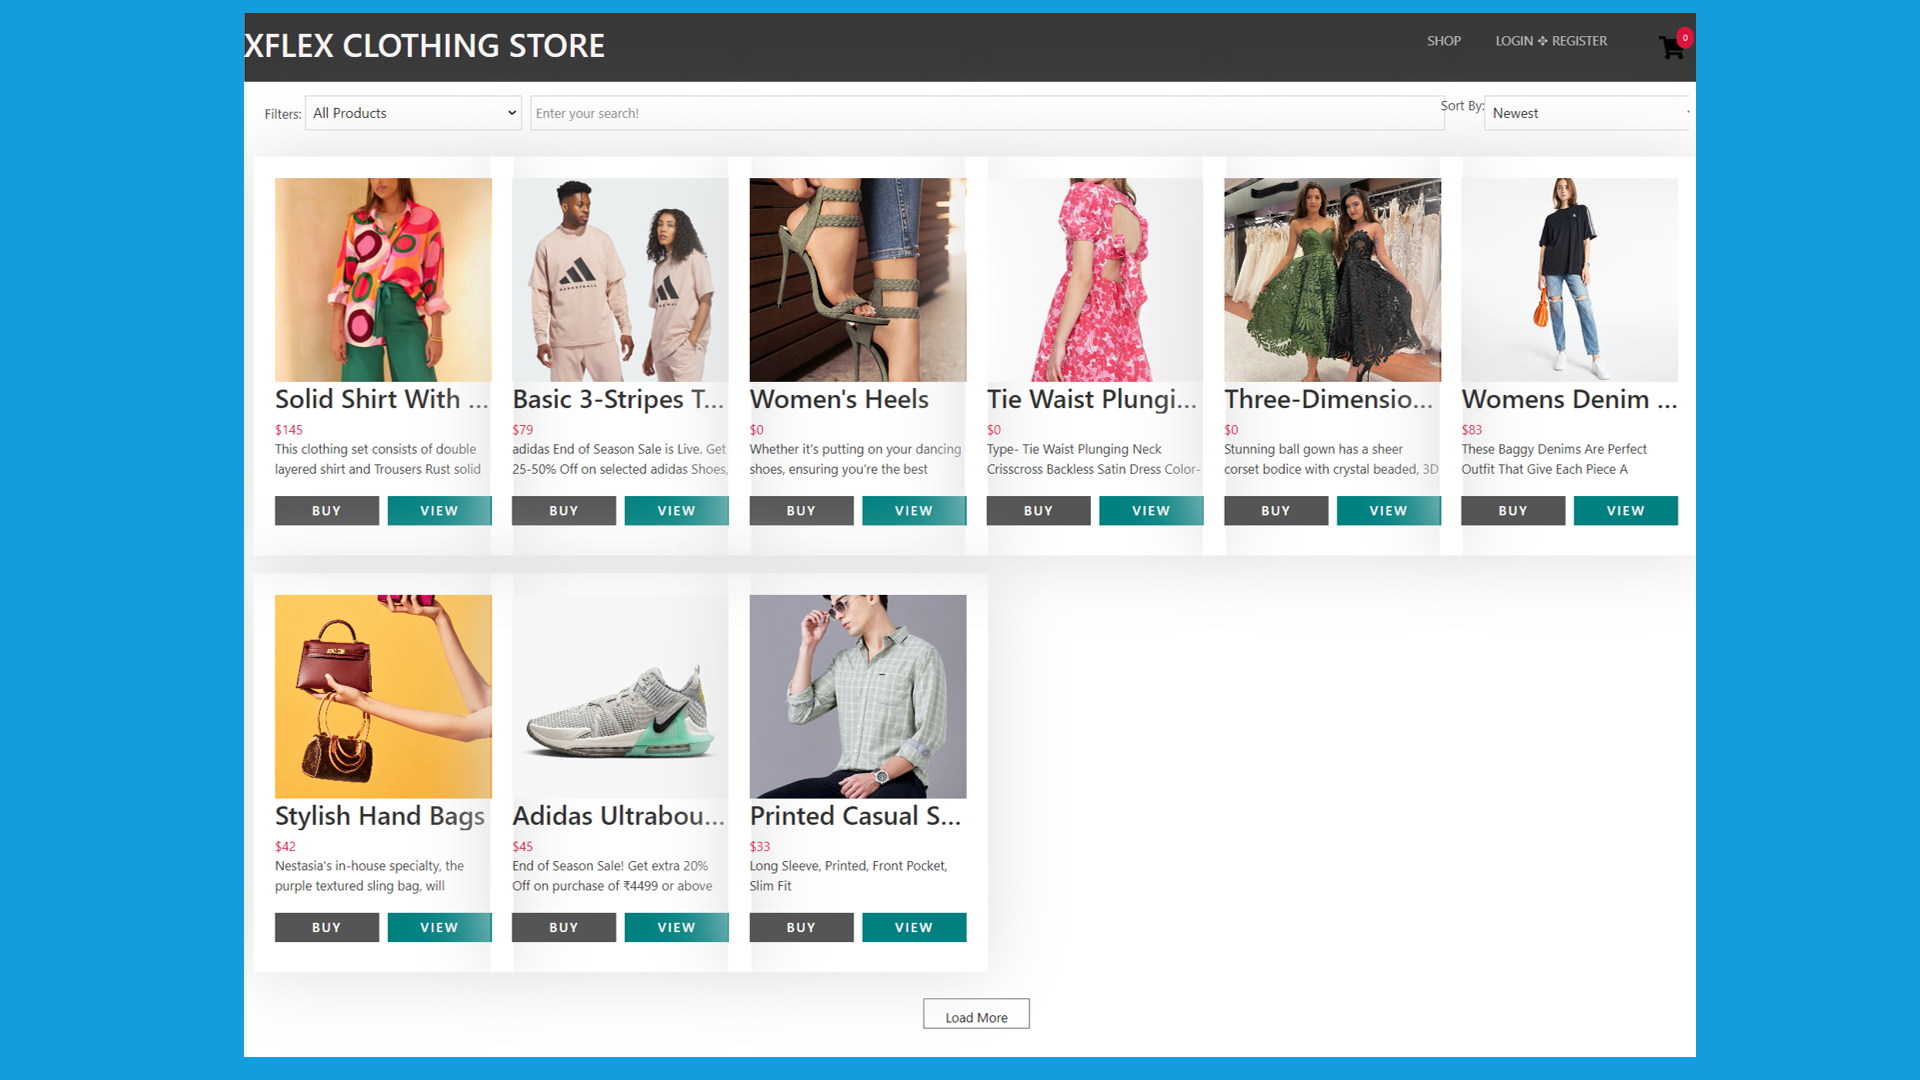 XFLEX CLOTHING STORE
SHOP
LOGIN ✣ REGISTER
0
Filters:
All Products
Enter your search!
Sort By:
Newest
Solid Shirt With ...
$145
This clothing set consists of double
layered shirt and Trousers Rust solid
BUY
VIEW
Basic 3-Stripes T...
$79
adidas End of Season Sale is Live. Get
25-50% Off on selected adidas Shoes,
BUY
VIEW
Women's Heels
$0
Whether it's putting on your dancing
shoes, ensuring you’re the best
BUY
VIEW
Tie Waist Plungi...
$0
Type- Tie Waist Plunging Neck
Crisscross Backless Satin Dress Color-
BUY
VIEW
Three-Dimensio...
$0
Stunning ball gown has a sheer
corset bodice with crystal beaded, 3D
BUY
VIEW
Womens Denim ...
$83
These Baggy Denims Are Perfect
Outfit That Give Each Piece A
BUY
VIEW
Stylish Hand Bags
$42
Nestasia's in-house specialty, the
purple textured sling bag, will
BUY
VIEW
Adidas Ultrabou...
$45
End of Season Sale! Get extra 20%
Off on purchase of ₹4499 or above
BUY
VIEW
Printed Casual S...
$33
Long Sleeve, Printed, Front Pocket,
Slim Fit
BUY
VIEW
Load More